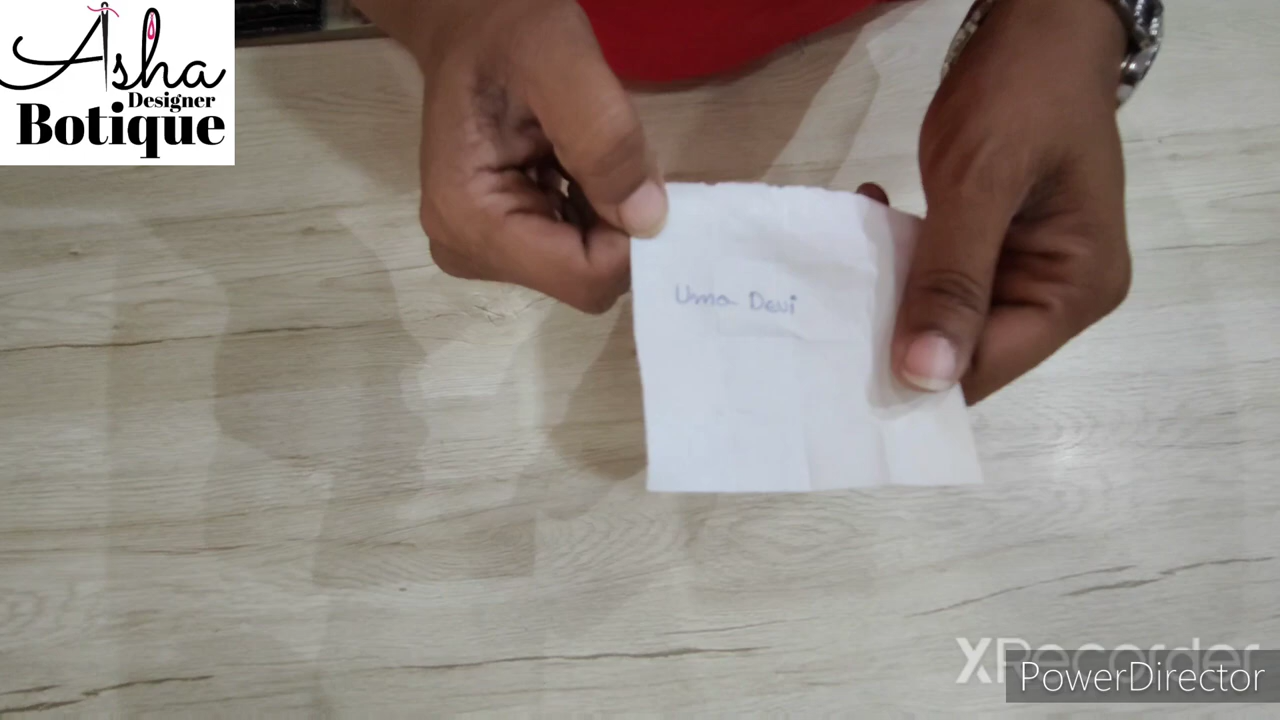 Asha
Designer
Botique
Uma Devi
XRecorder
PowerDirector